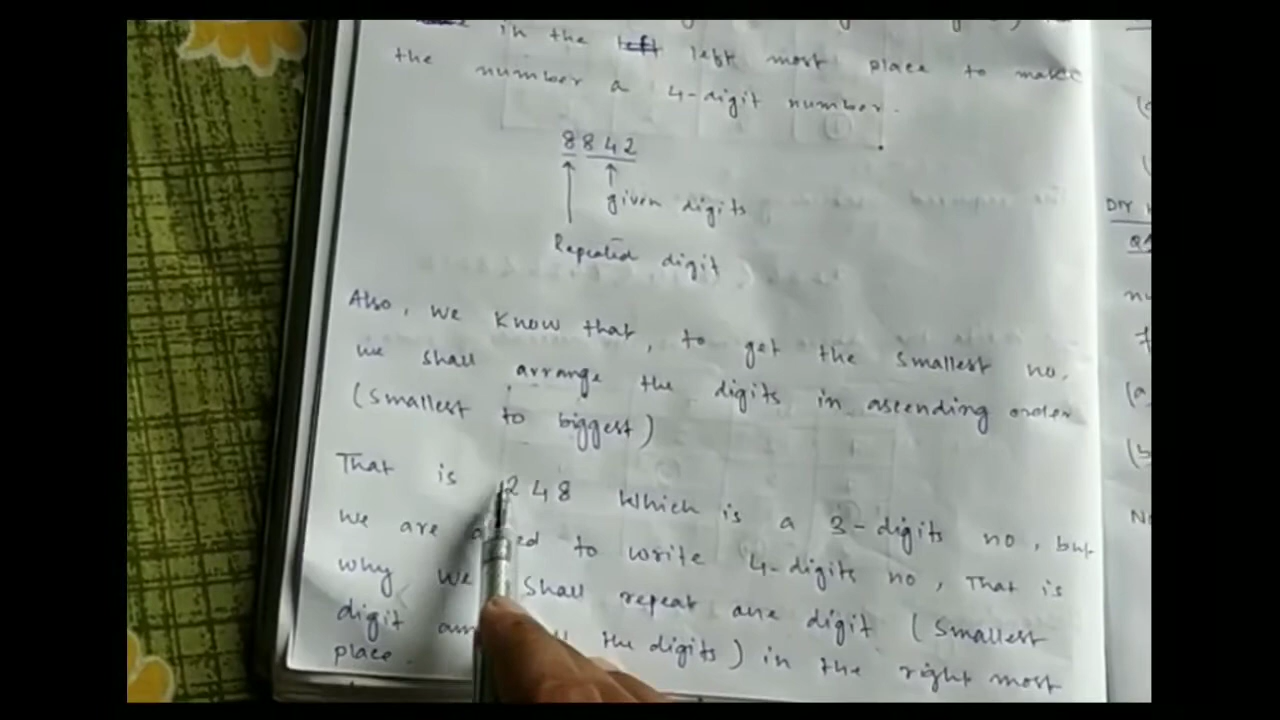 in the left most place to make
the number a 4-digit number.
8842
given digits
Repeated digit
Also, we know that, to get the smallest no.
we shall arrange the digits in ascending order
(smallest to biggest)
That is 248 which is a 3-digits no, but
we are to write 4-digits no, That is
why we shall repeat one digit (smallest
digit the digits) in the right most
place.